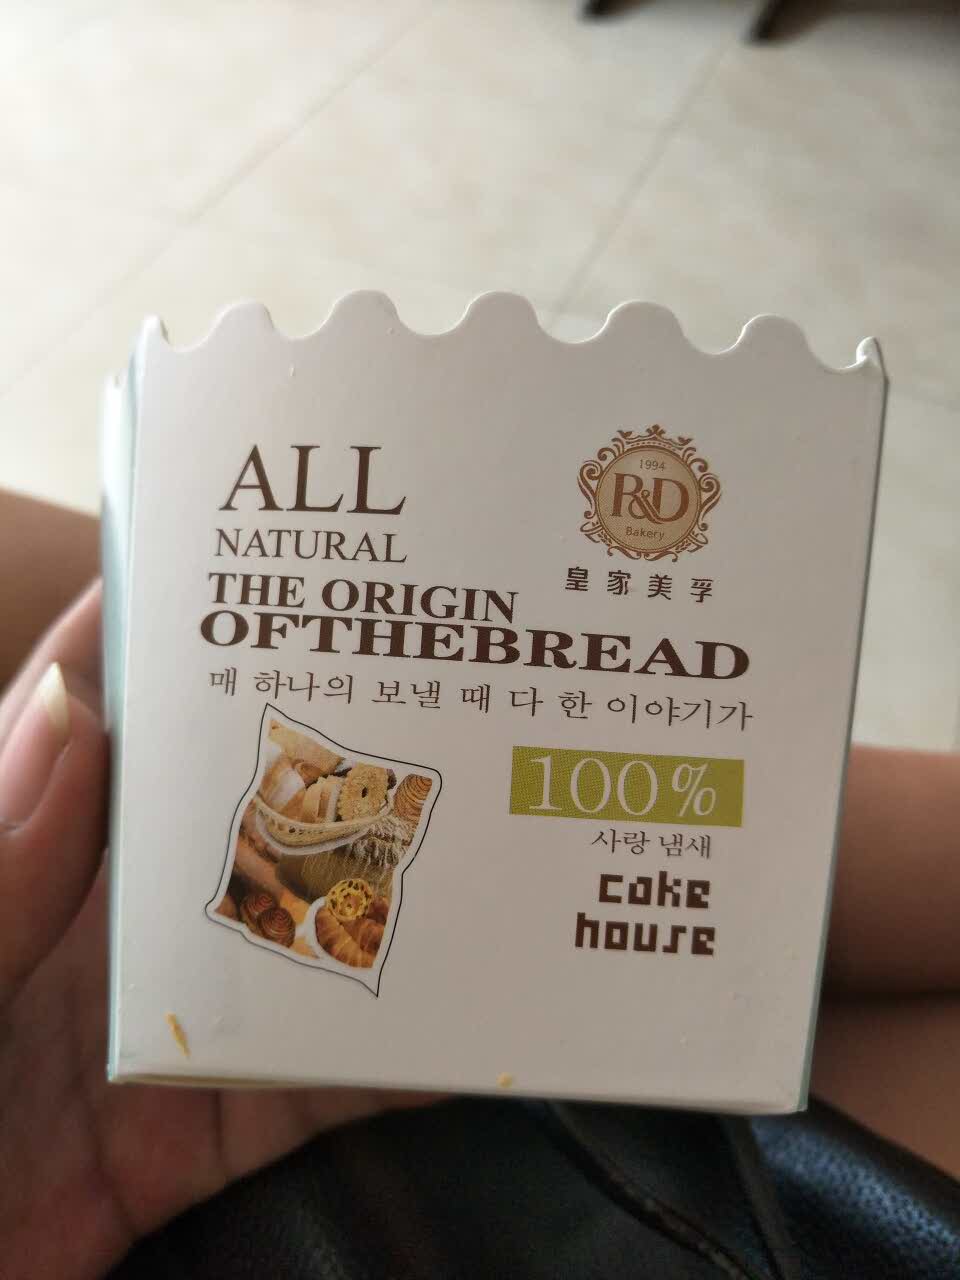 ALL
NATURAL
THE ORIGIN
OFTHEBREAD
매 하나의 보낼 때 다 한 이야기가
1994
R&D
Bakery
皇家美孚
100%
사랑 냄새
cake
house